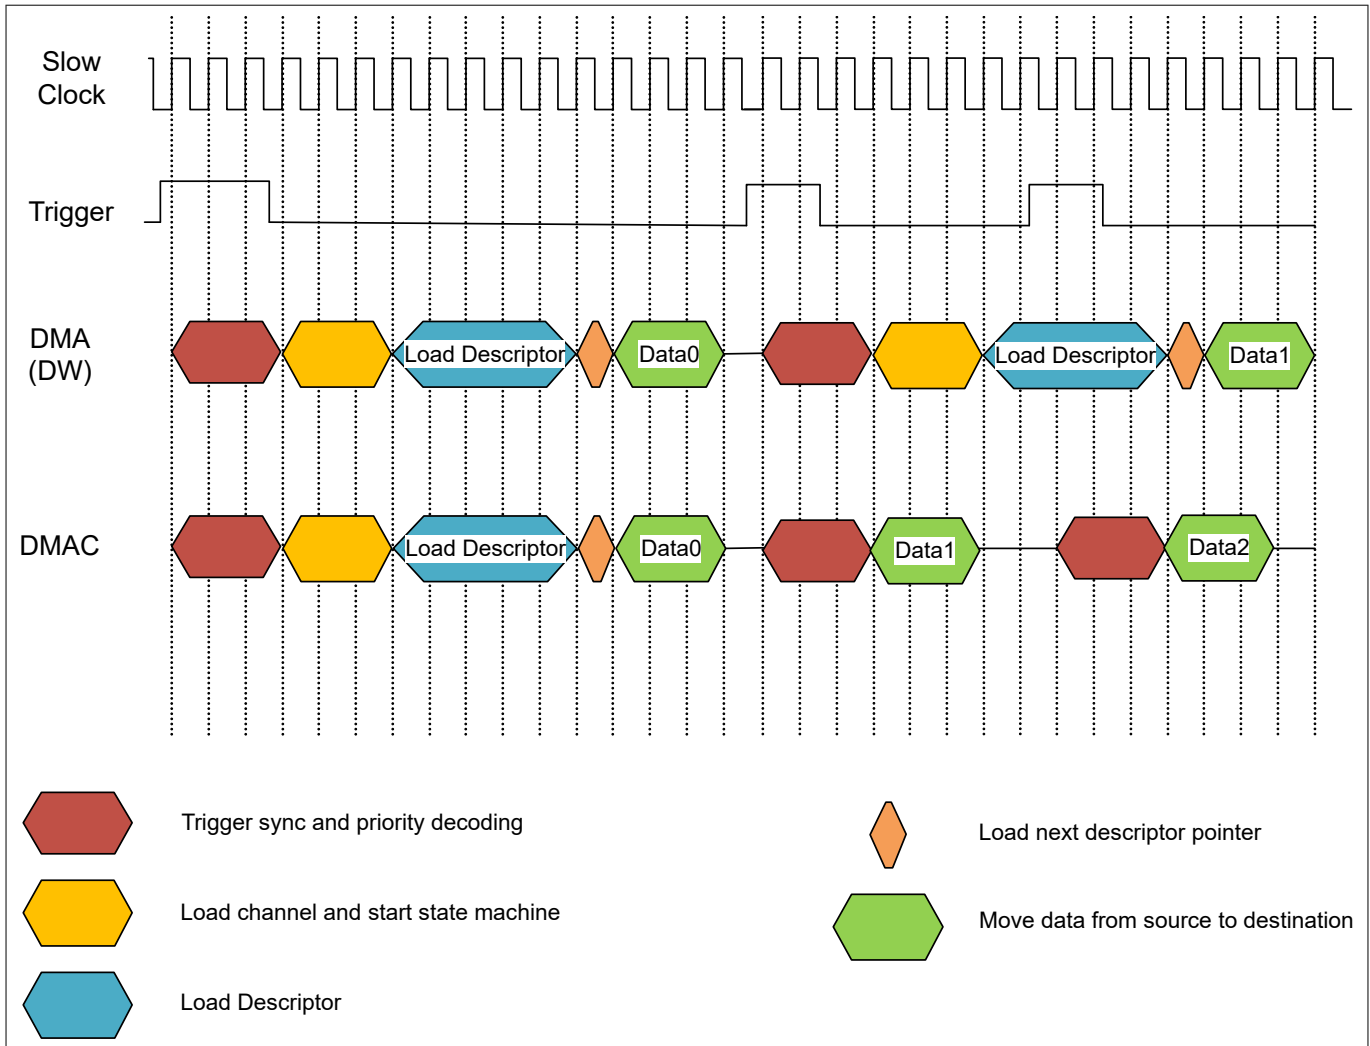 Slow
Clock
Trigger
DMA
(DW)
Load Descriptor
Data0
Load Descriptor
Data1
DMAC
Load Descriptor
Data0
Data1
Data2
Trigger sync and priority decoding
Load next descriptor pointer
Load channel and start state machine
Move data from source to destination
Load Descriptor